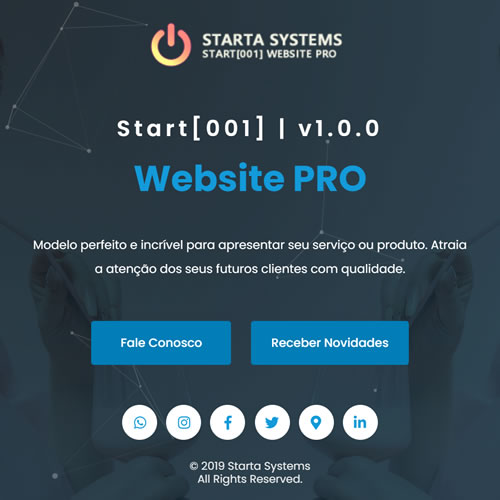 STARTA SYSTEMS
START[001] WEBSITE PRO
Start[001] | v1.0.0
Website PRO
Modelo perfeito e incrível para apresentar seu serviço ou produto. Atraia
a atenção dos seus futuros clientes com qualidade.
Fale Conosco
Receber Novidades
© 2019 Starta Systems
All Rights Reserved.